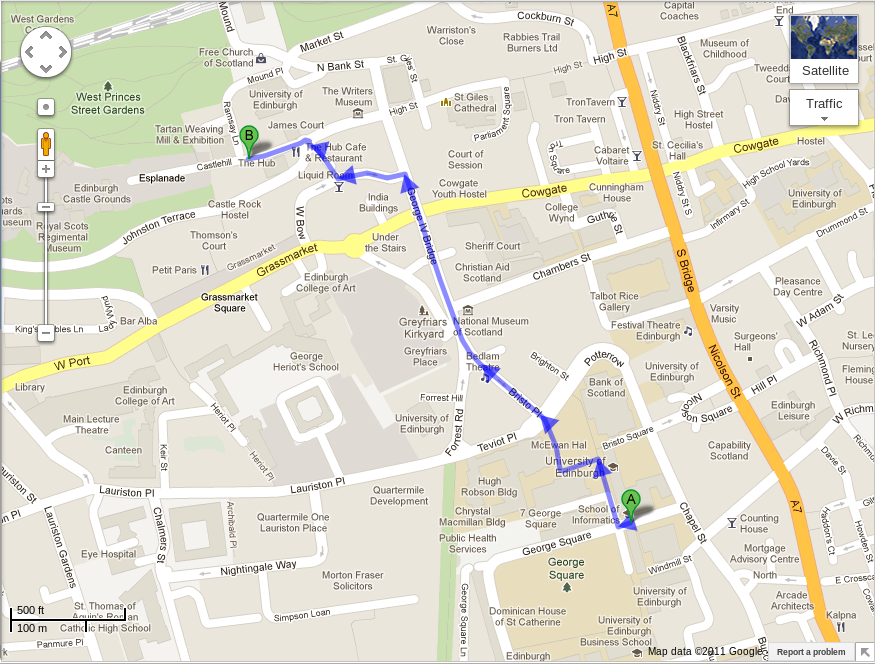 West Gardens
Cockburn St
A7
Capital
Coaches
End
Mound
Market St
Warriston's
Close
Rabbies Trail
Burners Ltd
Blackfriars St
Museum of
Childhood
Satellite
Free Church
of Scotland
N Bank St
St. Giles' St
High St
High St
Mound Pl
West Princes
Street Gardens
University of
Edinburgh
The Writers
Museum
St Giles
Cathedral
Parliament Square
TronTavern
Tron Tavern
Niddry St
High Street
Hostel
Traffic
Ramsay Ln
James Court
High St
Tartan Weaving
Mill & Exhibition
B
The Hub Cafe
& Restaurant
Court of
Session
Cabaret
Voltaire
St. Cecilia's
Hall
Cowgate
Hostel
Castlehill
The Hub
Esplanade
Liquid
Cowgate
Youth Hostel
Cowgate
Cunningham
House
High School Yards
Niddry St S
Edinburgh
Castle Grounds
Castle Rock
Hostel
W Bow
India
Buildings
George IV Bridge
College
Wynd
Guthrie St
Infirmary St
University of
Edinburgh
Drummond St
Royal Scots
Regimental
Museum
Johnston Terrace
Thomson's
Court
Under
the Stairs
Sheriff Court
Petit Paris
Grassmarket
Grassmarket
Christian Aid
Scotland
Chambers St
S Bridge
Edinburgh
College of Art
Grassmarket
Square
Talbot Rice
Gallery
Pleasance
Day Centre
King's Stables Ln
Bar Alba
Greyfriars
Kirkyard
National Museum
of Scotland
Festival Theatre
Edinburgh
Varsity
Music
W Adam St
Surgeons'
Hall
W Port
George
Heriot's School
Greyfriars
Place
Bedlam
Theatre
Brighton St
Potterrow
University of
Edinburgh
Nicolson St
Richmond Pl
Library
Edinburgh
College of Art
Forrest Hill
Bristo Pl
Bank of
Scotland
Hill Pl
Nicolson Square
Edinburgh
Leisure
Heriot Pl
University of
Edinburgh
Forrest Rd
Main Lecture
Theatre
Teviot Pl
McEwan Hal
Bristo Square
Capability
Scotland
Canteen
Keir St
Heriot Pl
University of
Edinburgh
Lauriston Pl
Lauriston Pl
Hugh
Robson Bldg
A
Quartermile
Development
Lauriston Gardens
Chalmers St
Archibald Pl
Quartermile One
Lauriston Place
Chrystal
Macmillan Bldg
7 George
Square
School of
Informatics
Chapel St
Counting
House
A7
Public Health
Services
George Square
Eye Hospital
Nightingale Way
Windmill St
Mortgage
Advisory Centre
George
Square
North
Morton Fraser
Solicitors
University of
Edinburgh
Arcade
Architects
500 ft
100 m
St. Thomas of
Catholic High School
Simpson Loan
George Square Ln
Dominican House
of St Catherine
University of
Edinburgh
Business School
Kalpna
Panmure Pl
Edinburgh
Map data ©2011 Google
Report a problem